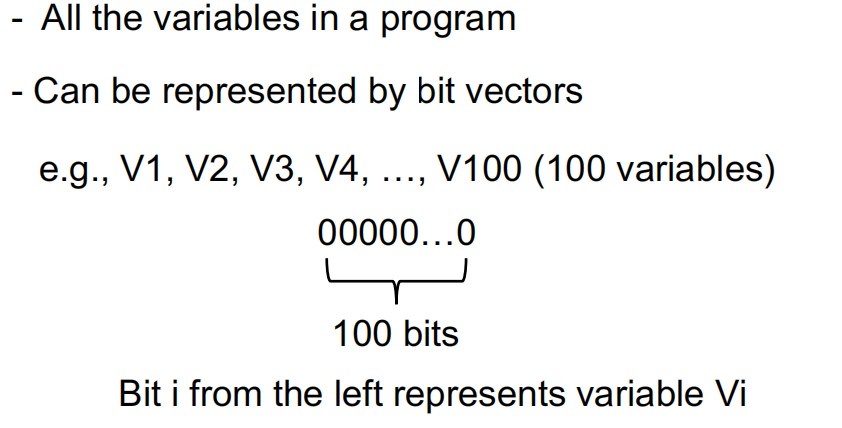 - All the variables in a program
- Can be represented by bit vectors
e.g., V1, V2, V3, V4, …, V100 (100 variables)
00000…0
100 bits
Bit i from the left represents variable Vi